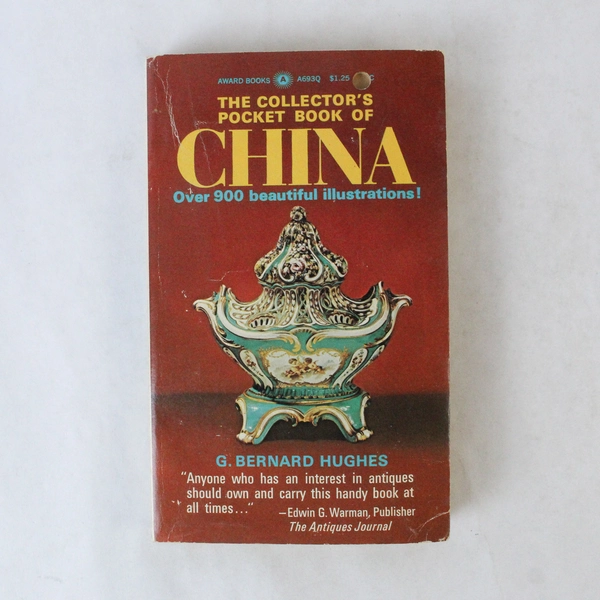 AWARD BOOKS A A693Q $1.25
THE COLLECTOR'S
POCKET BOOK OF
CHINA
Over 900 beautiful illustrations!
G. BERNARD HUGHES
"Anyone who has an interest in antiques
should own and carry this handy book at
all times..."
—Edwin G. Warman, Publisher
The Antiques Journal